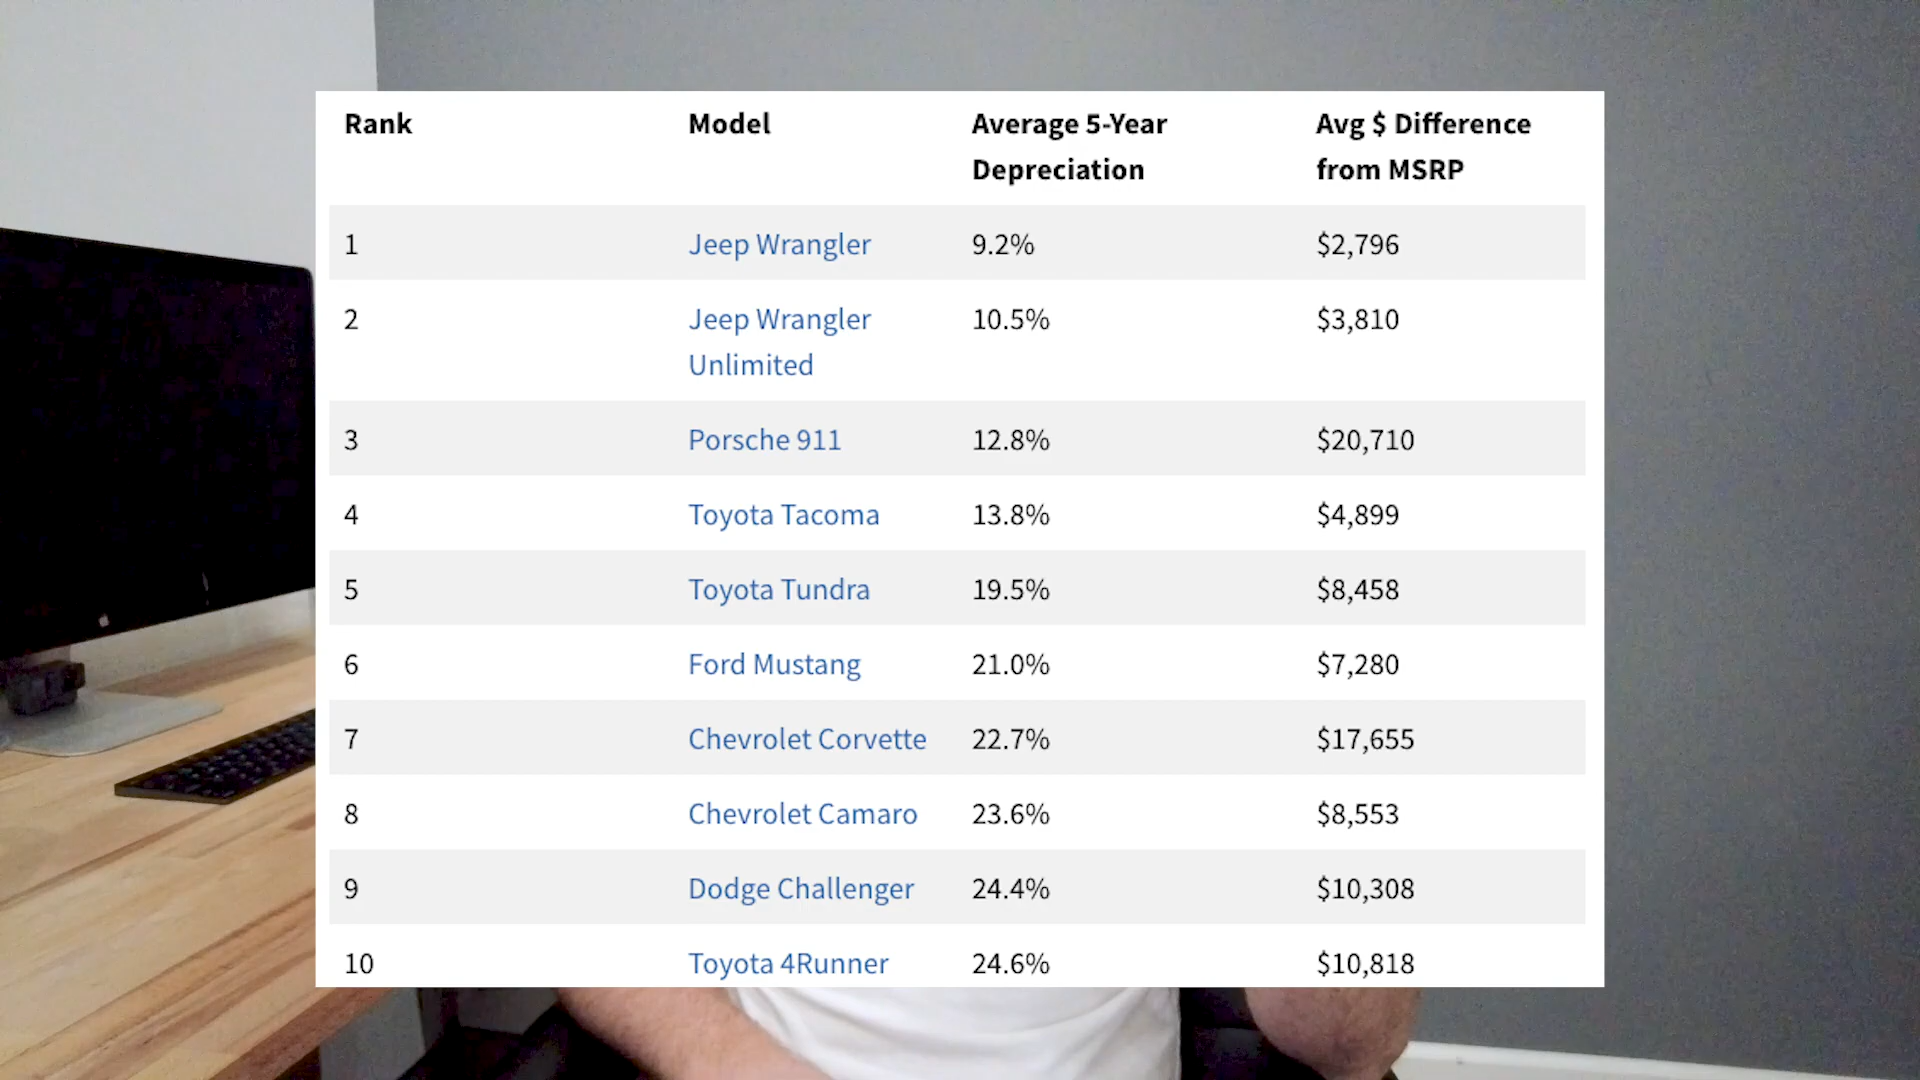 Rank Model Average 5-Year Avg $ Difference
Depreciation from MSRP
1 Jeep Wrangler 9.2% $2,796
2 Jeep Wrangler 10.5% $3,810
Unlimited
3 Porsche 911 12.8% $20,710
4 Toyota Tacoma 13.8% $4,899
5 Toyota Tundra 19.5% $8,458
6 Ford Mustang 21.0% $7,280
7 Chevrolet Corvette 22.7% $17,655
8 Chevrolet Camaro 23.6% $8,553
9 Dodge Challenger 24.4% $10,308
10 Toyota 4Runner 24.6% $10,818